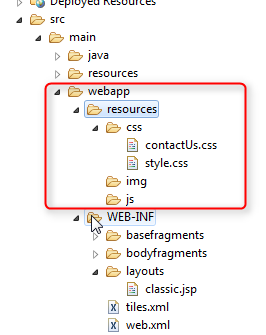 Deployed Resources
src
main
java
resources
webapp
resources
css
contactUs.css
style.css
img
js
WEB-INF
basefragments
bodyfragments
layouts
classic.jsp
tiles.xml
web.xml